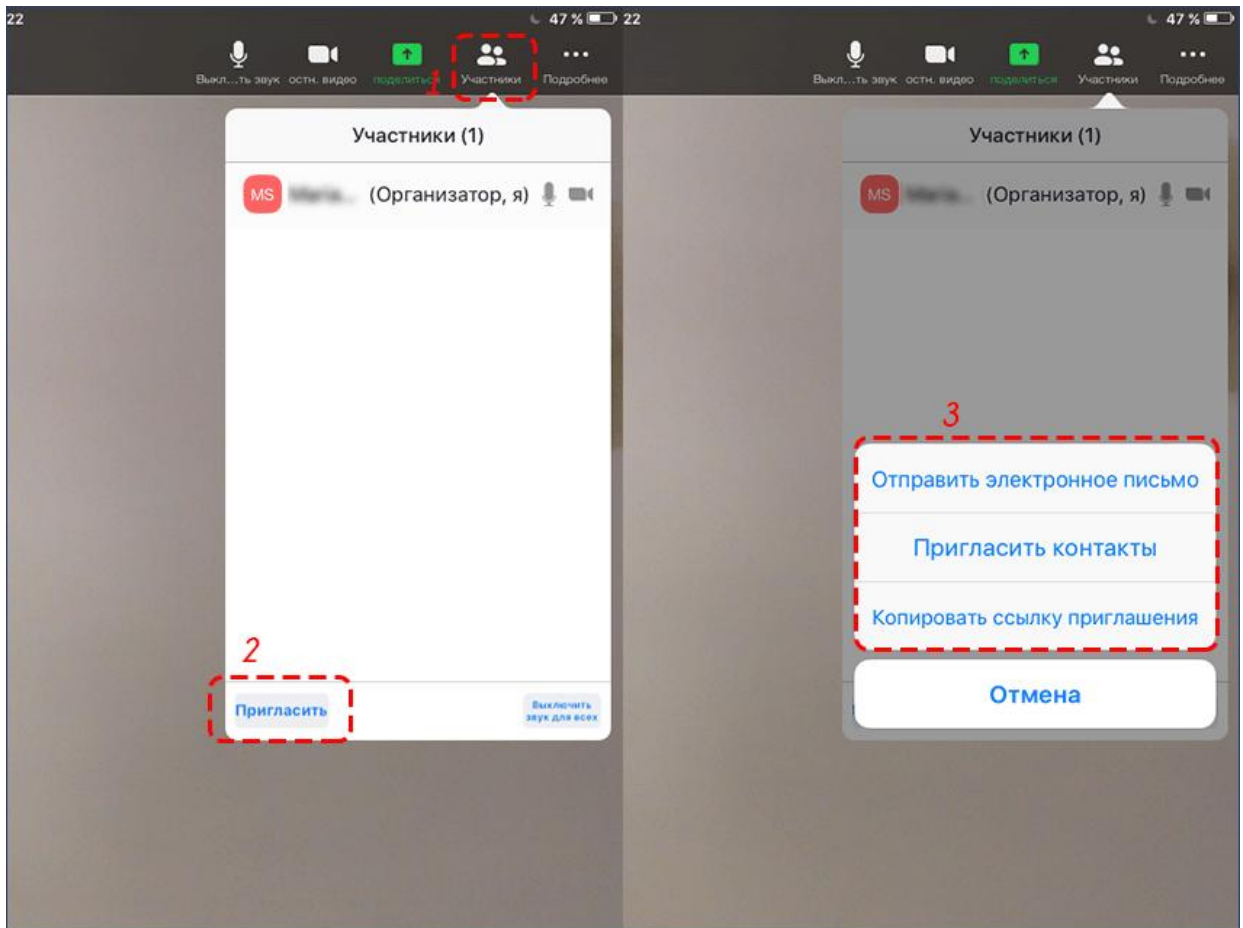 22
47 %
Выкл...ть звук
остн. видео
поделиться
Участники
Подробнее
1
Участники (1)
MS
(Организатор, я)
2
Пригласить
Выключить
звук для всех
22
47 %
Выкл...ть звук
остн. видео
поделиться
Участники
Подробнее
Участники (1)
MS
(Организатор, я)
3
Отправить электронное письмо
Пригласить контакты
Копировать ссылку приглашения
Отмена